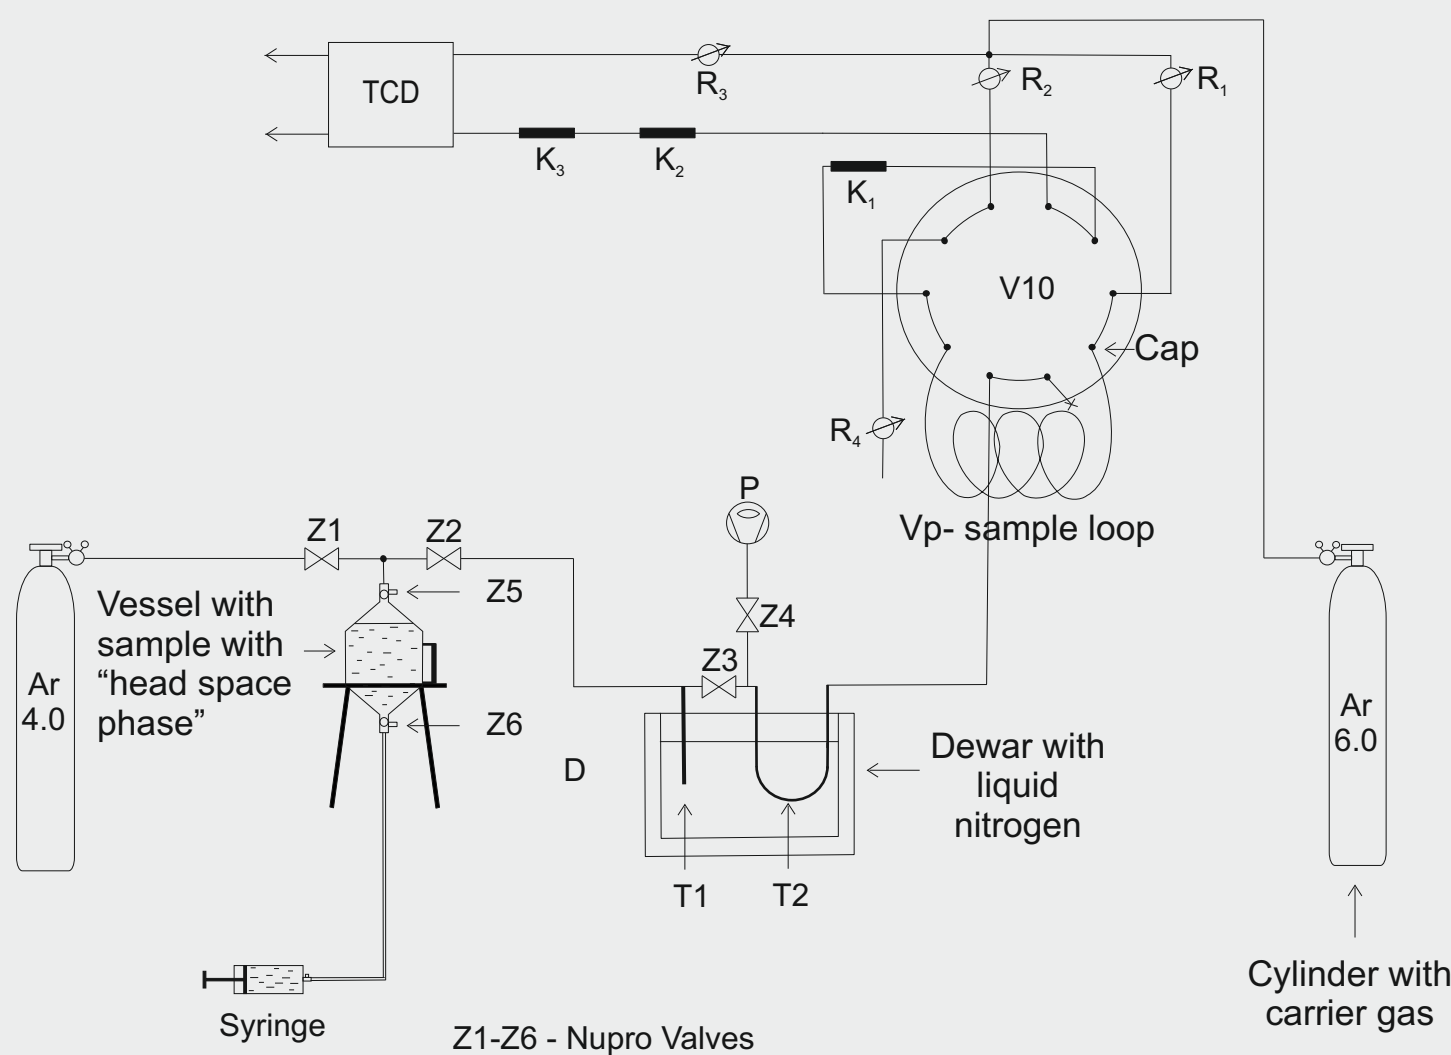 TCD
R3
R2
R1
K3
K2
K1
V10
Cap
R4
P
Vp- sample loop
Z1
Z2
Z5
Vessel with
sample with
“head space
phase”
Z4
Z3
Ar
4.0
Ar
6.0
Z6
D
Dewar with
liquid
nitrogen
T1
T2
Cylinder with
carrier gas
Syringe
Z1-Z6 - Nupro Valves